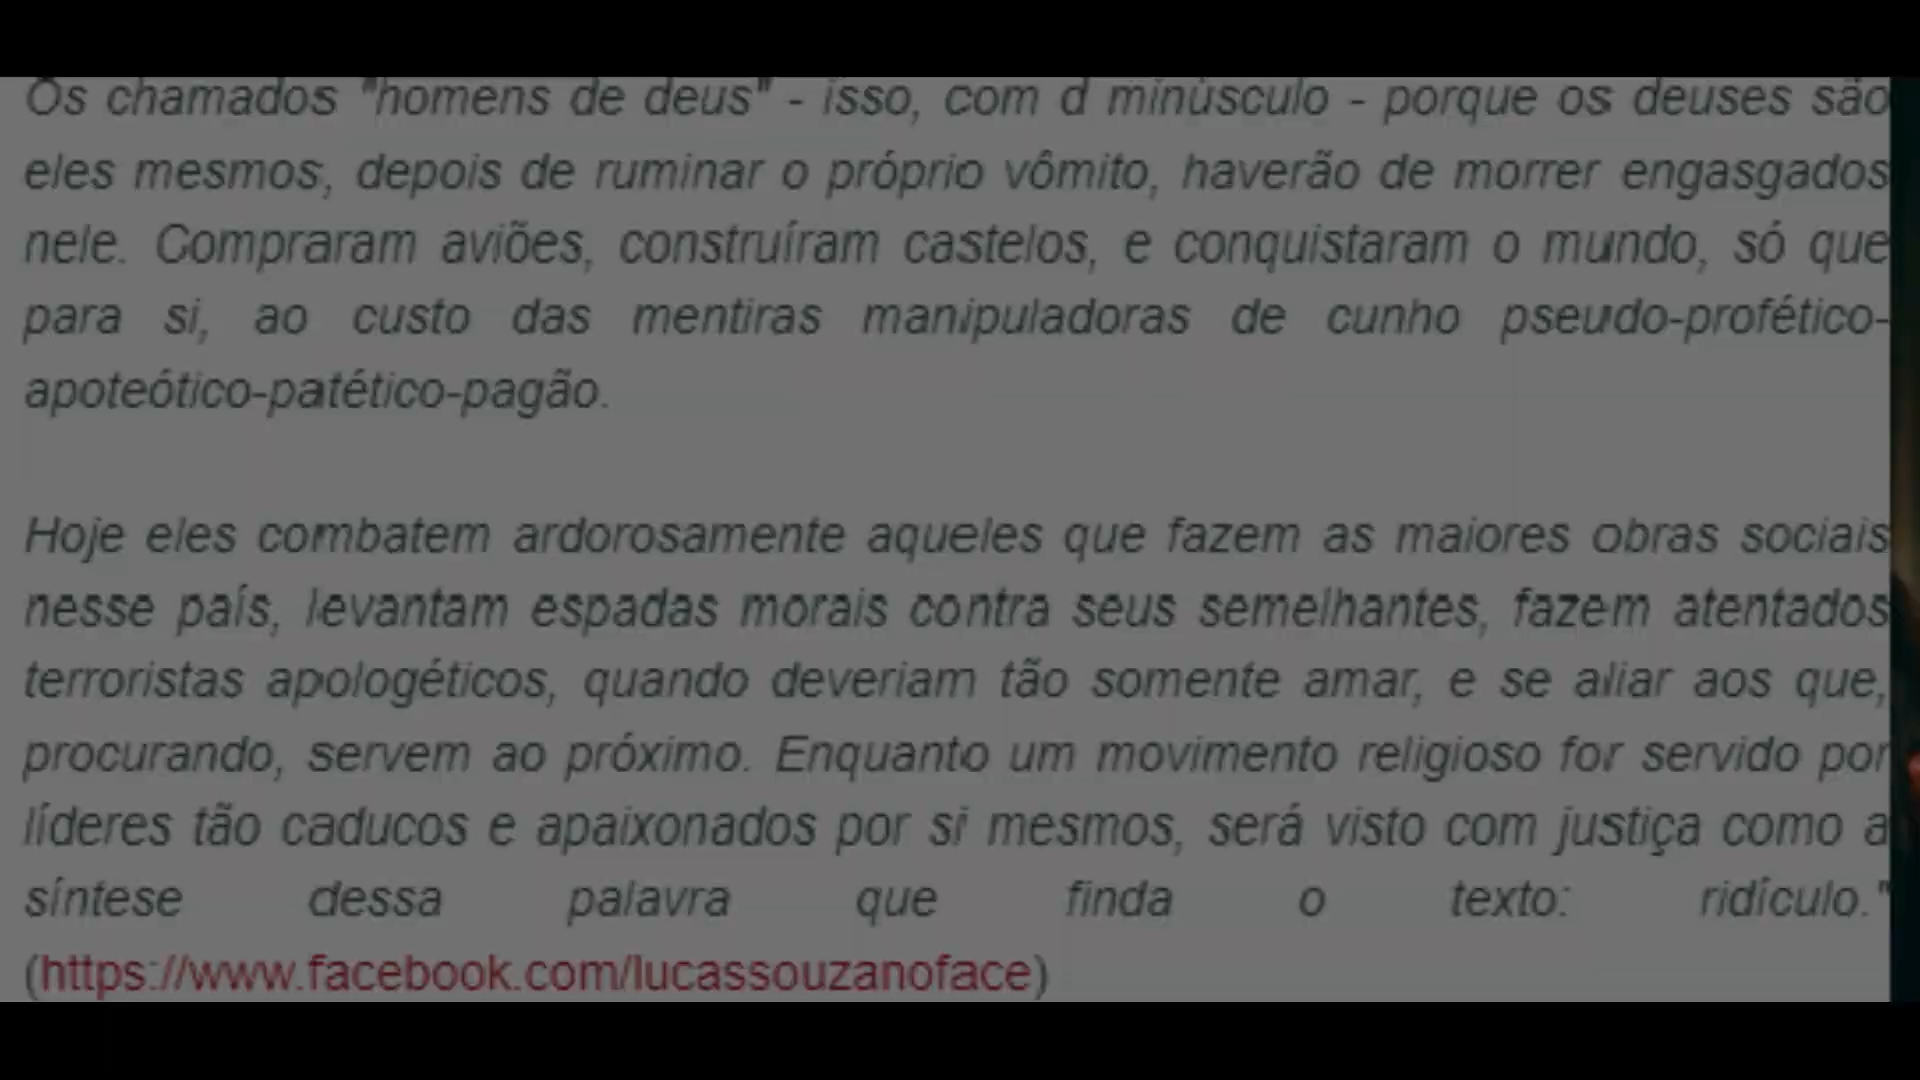 Os chamados "homens de deus" - isso, com d minúsculo - porque os deuses são
eles mesmos, depois de ruminar o próprio vômito, haverão de morrer engasgados
nele. Compraram aviões, construíram castelos, e conquistaram o mundo, só que
para si, ao custo das mentiras manipuladoras de cunho pseudo-profético-
apoteótico-patético-pagão.
Hoje eles combatem ardorosamente aqueles que fazem as maiores obras sociais
nesse país, levantam espadas morais contra seus semelhantes, fazem atentados
terroristas apologéticos, quando deveriam tão somente amar, e se aliar aos que,
procurando, servem ao próximo. Enquanto um movimento religioso for servido por
líderes tão caducos e apaixonados por si mesmos, será visto com justiça como a
síntese dessa palavra que finda o texto: ridículo."
(https://www.facebook.com/lucassouzanoface)